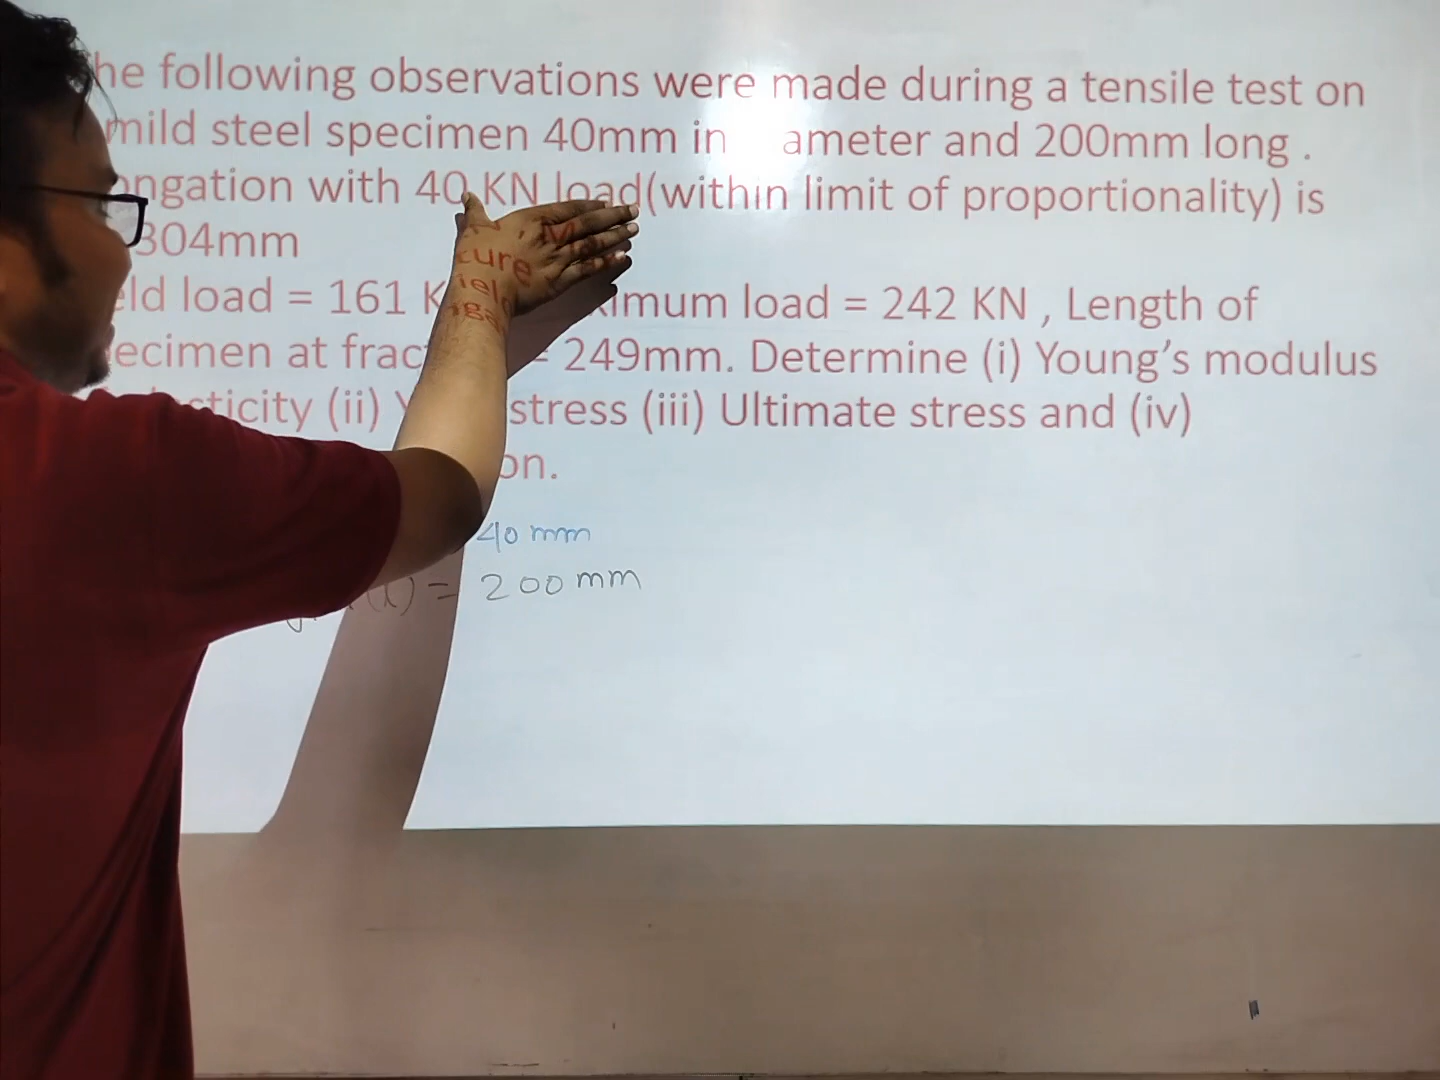 he following observations were made during a tensile test on
mild steel specimen 40mm in ameter and 200mm long .
ngation with 40 KN load(within limit of proportionality) is
304mm
ld load = 161 K imum load = 242 KN , Length of
ecimen at frac = 249mm. Determine (i) Young's modulus
sticity (ii) Y stress (iii) Ultimate stress and (iv)
on.
40 mm
(l) = 200 mm